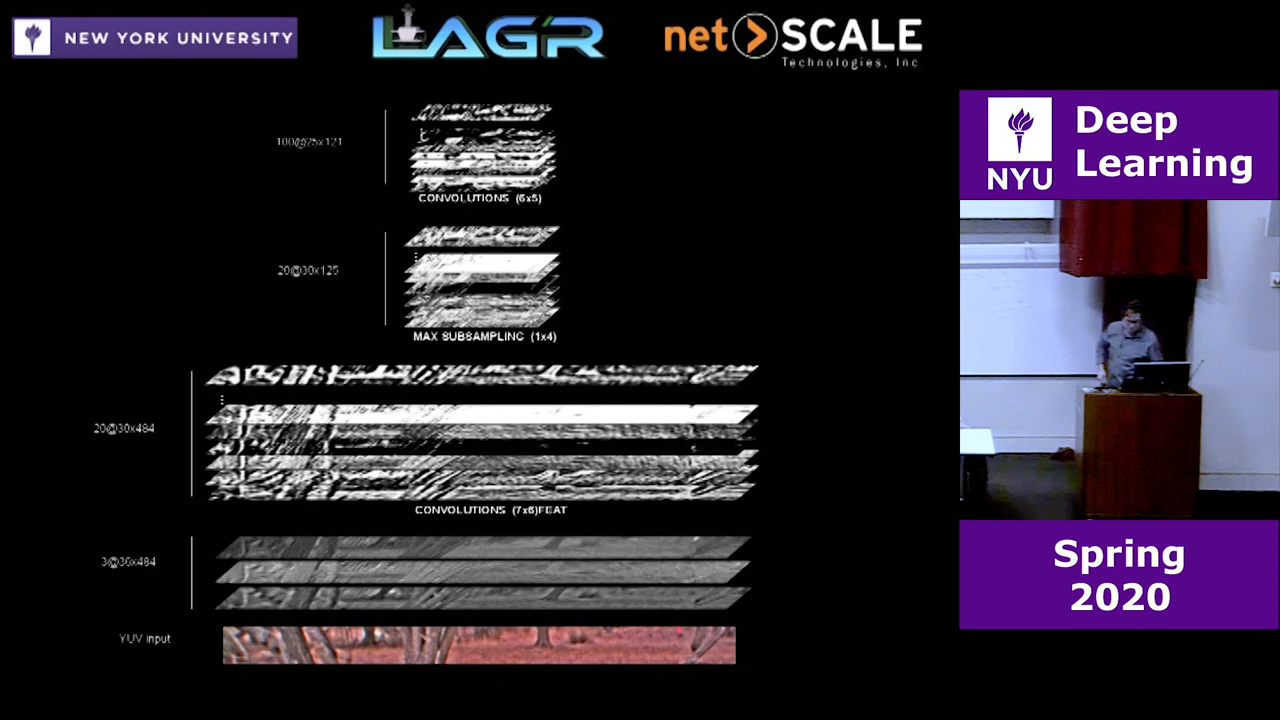 NEW YORK UNIVERSITY
LAGR
net SCALE
Technologies, Inc
100@25x121
CONVOLUTIONS (6x5)
20@30x125
MAX SUBSAMPLING (1x4)
20@30x484
CONVOLUTIONS (7x6)FEAT
3@36x484
YUV input
NYU
Deep
Learning
Spring
2020